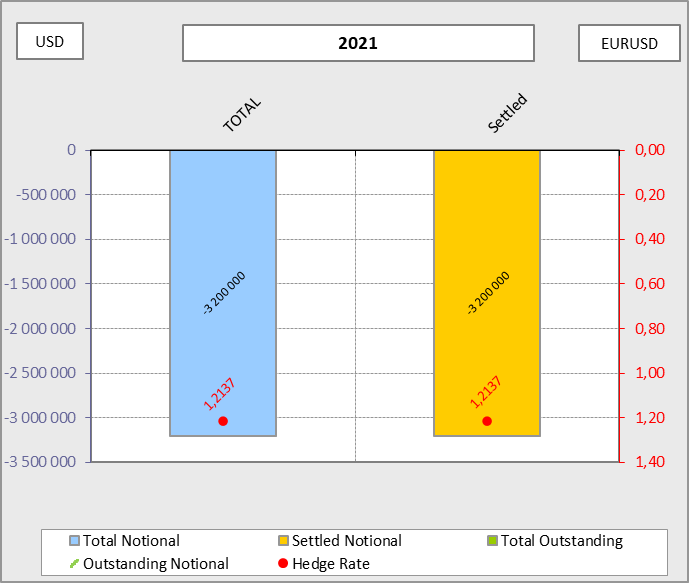 USD
2021
EURUSD
TOTAL
Settled
0
-500 000
-1 000 000
-1 500 000
-2 000 000
-2 500 000
-3 000 000
-3 500 000
0,00
0,20
0,40
0,60
0,80
1,00
1,20
1,40
-3 200 000
-3 200 000
1,2137
1,2137
Total Notional
Settled Notional
Total Outstanding
Outstanding Notional
Hedge Rate